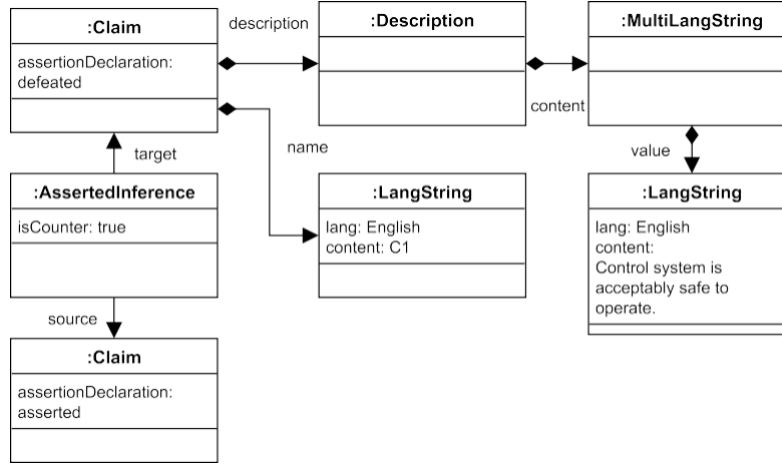 :Claim
assertionDeclaration:
defeated
description
:Description
:MultiLangString
content
target
name
value
:AssertedInference
isCounter: true
:LangString
lang: English
content: C1
:LangString
lang: English
content:
Control system is
acceptably safe to
operate.
source
:Claim
assertionDeclaration:
asserted